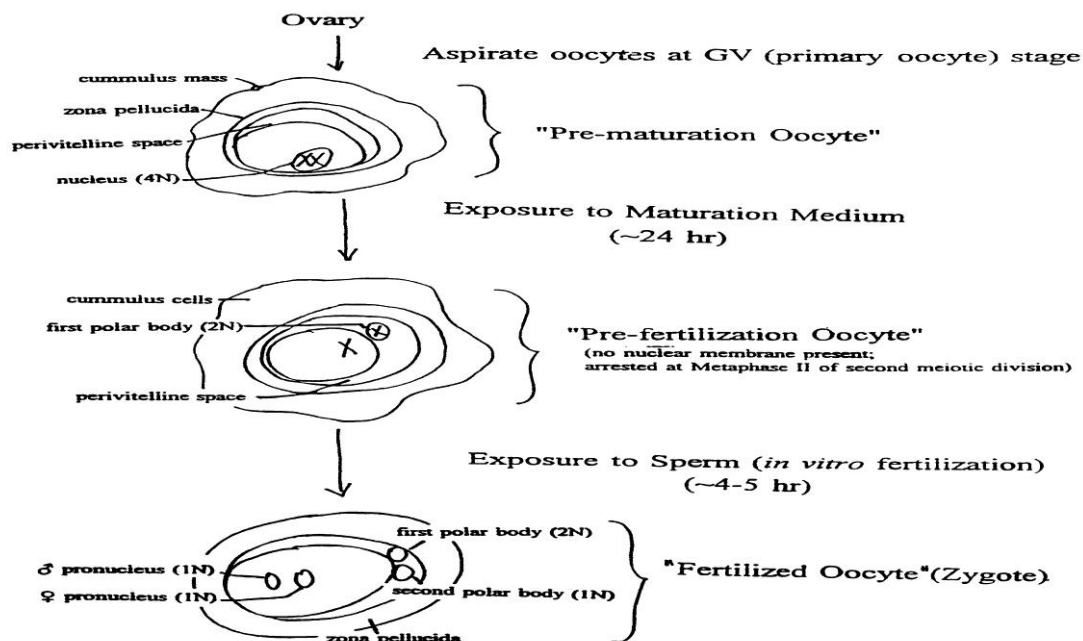 Ovary
Aspirate oocytes at GV (primary oocyte) stage
cummulus mass
zona pellucida
perivitelline space
nucleus (4N)
"Pre-maturation Oocyte"
Exposure to Maturation Medium
(~24 hr)
cummulus cells
first polar body (2N)
perivitelline space
"Pre-fertilization Oocyte"
(no nuclear membrane present;
arrested at Metaphase II of second meiotic division)
Exposure to Sperm (in vitro fertilization)
(~4-5 hr)
first polar body (2N)
♂ pronucleus (1N)
♀ pronucleus (1N)
second polar body (1N)
zona pellucida
"Fertilized Oocyte"(Zygote)